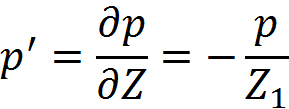 p′ = ∂p/∂Z = −p/Z₁